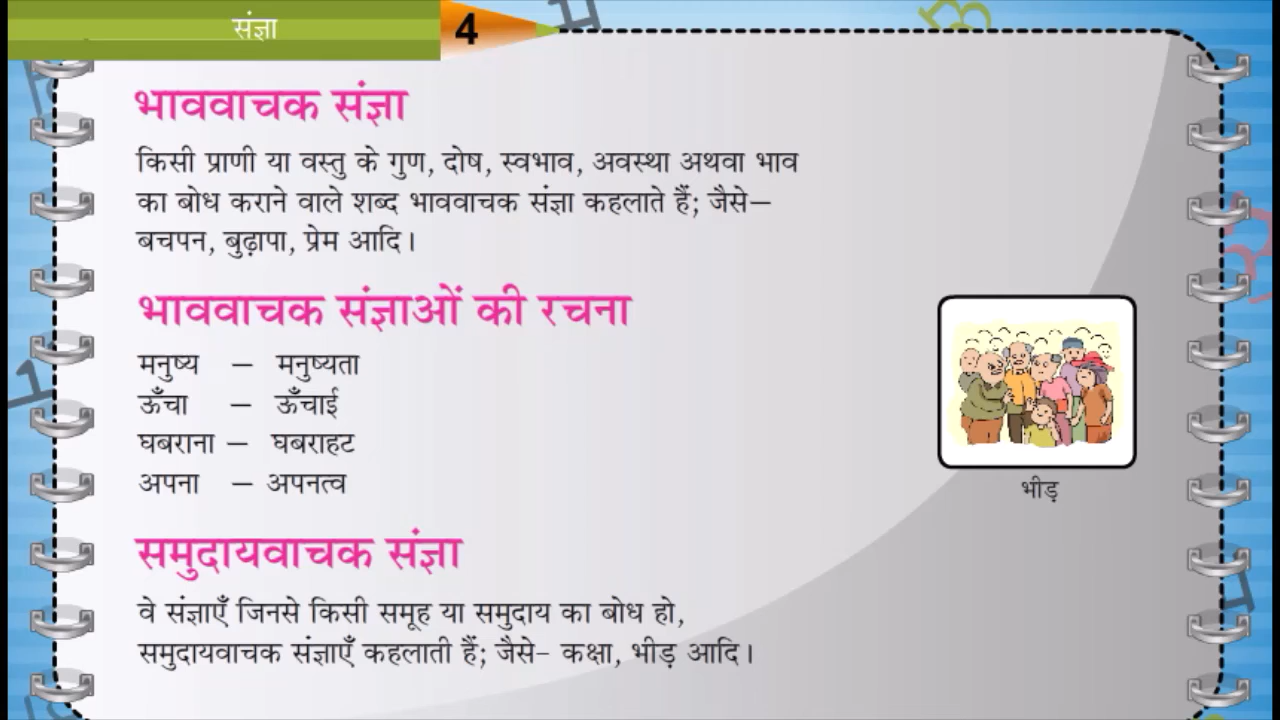 संज्ञा
4
भाववाचक संज्ञा
किसी प्राणी या वस्तु के गुण, दोष, स्वभाव, अवस्था अथवा भाव
का बोध कराने वाले शब्द भाववाचक संज्ञा कहलाते हैं; जैसे–
बचपन, बुढ़ापा, प्रेम आदि।
भाववाचक संज्ञाओं की रचना
मनुष्य – मनुष्यता
ऊँचा – ऊँचाई
घबराना – घबराहट
अपना – अपनत्व
भीड़
समुदायवाचक संज्ञा
वे संज्ञाएँ जिनसे किसी समूह या समुदाय का बोध हो,
समुदायवाचक संज्ञाएँ कहलाती हैं; जैसे- कक्षा, भीड़ आदि।